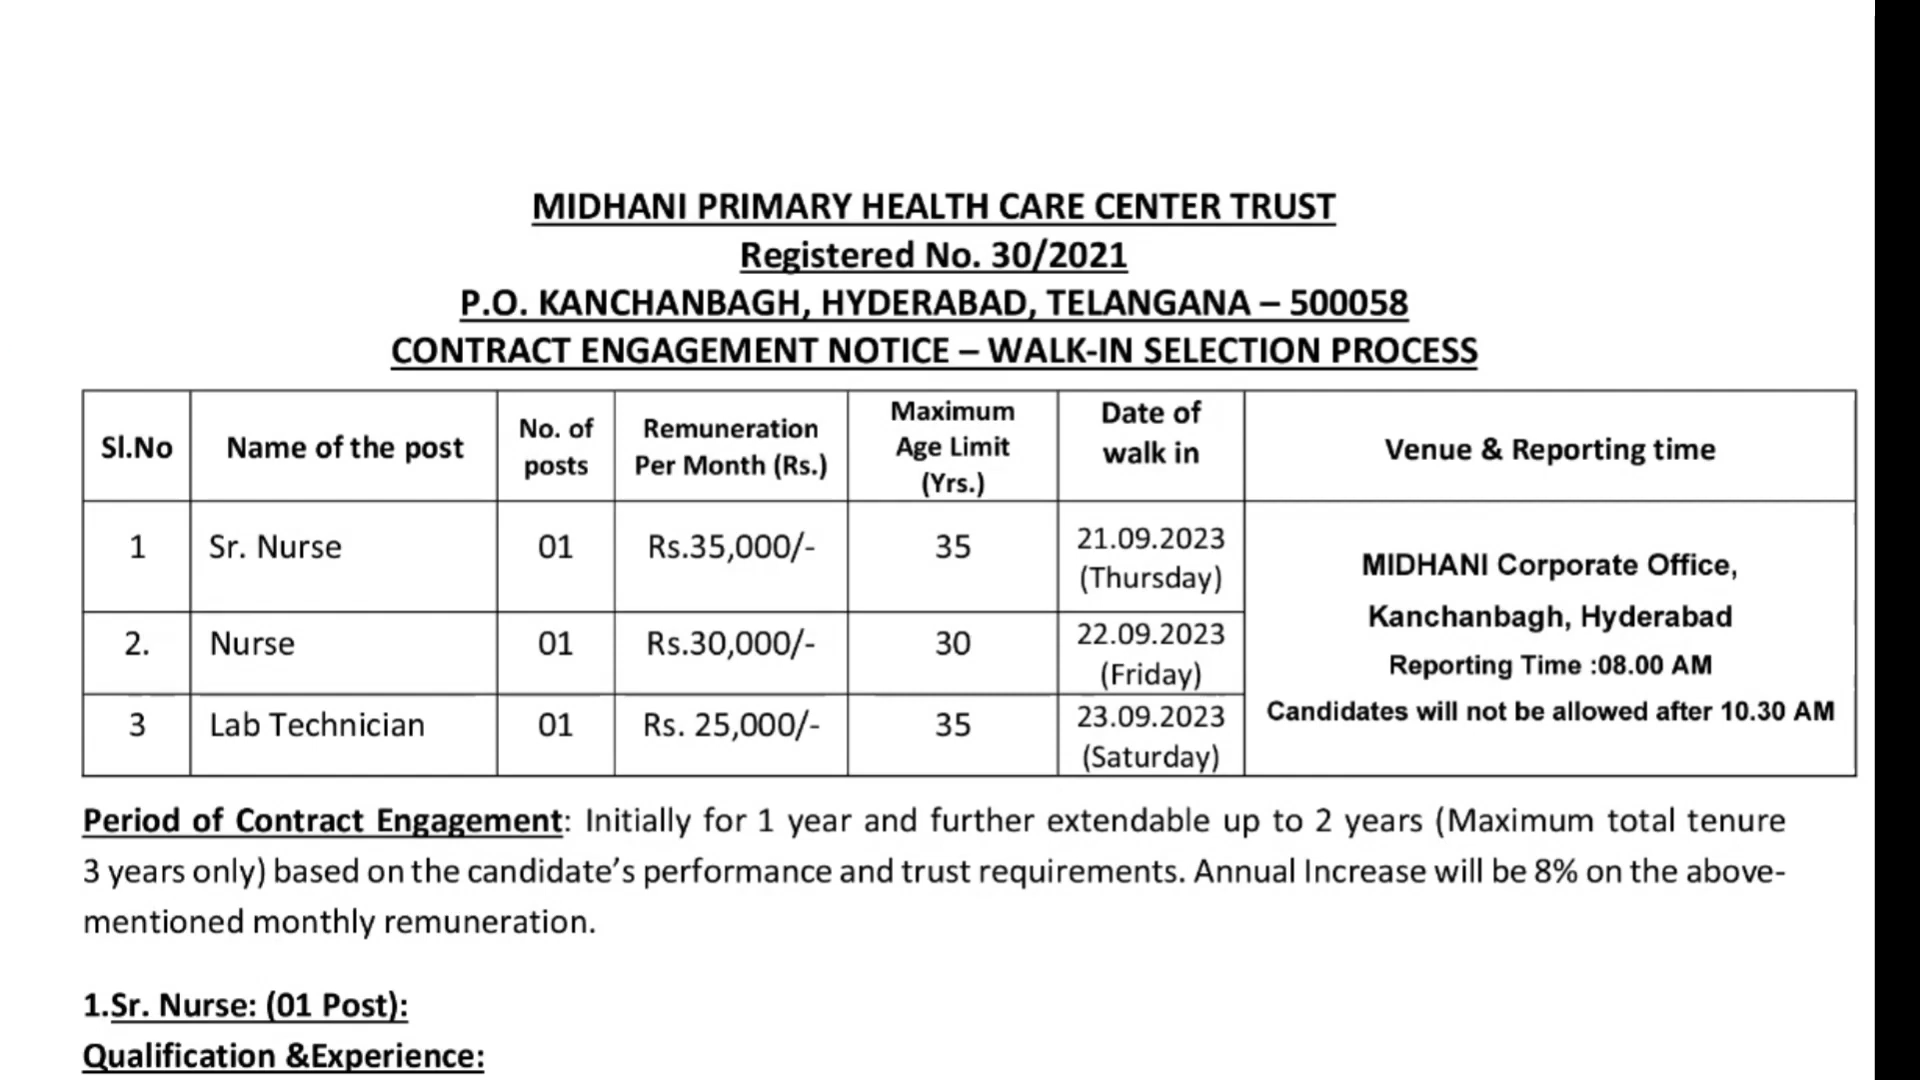 MIDHANI PRIMARY HEALTH CARE CENTER TRUST
Registered No. 30/2021
P.O. KANCHANBAGH, HYDERABAD, TELANGANA – 500058
CONTRACT ENGAGEMENT NOTICE – WALK-IN SELECTION PROCESS
Sl.No Name of the post No. of posts Remuneration Per Month (Rs.) Maximum Age Limit (Yrs.) Date of walk in Venue & Reporting time
1 Sr. Nurse 01 Rs.35,000/- 35 21.09.2023 (Thursday)
2. Nurse 01 Rs.30,000/- 30 22.09.2023 (Friday)
3 Lab Technician 01 Rs. 25,000/- 35 23.09.2023 (Saturday)
MIDHANI Corporate Office,
Kanchanbagh, Hyderabad
Reporting Time :08.00 AM
Candidates will not be allowed after 10.30 AM
Period of Contract Engagement: Initially for 1 year and further extendable up to 2 years (Maximum total tenure
3 years only) based on the candidate’s performance and trust requirements. Annual Increase will be 8% on the above-
mentioned monthly remuneration.
1.Sr. Nurse: (01 Post):
Qualification &Experience: